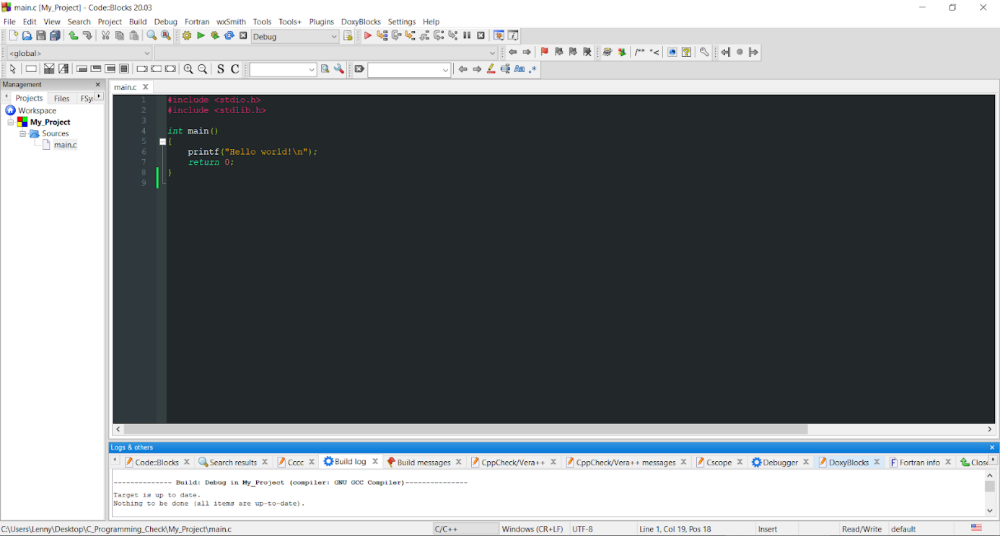 main.c [My_Project] - Code::Blocks 20.03
File Edit View Search Project Build Debug Fortran wxSmith Tools Tools+ Plugins DoxyBlocks Settings Help
Debug
<global>
/** *<
S C
Aa .*
Management
Projects Files
Workspace
My_Project
Sources
main.c
main.c
1 #include <stdio.h>
2 #include <stdlib.h>
3
4 int main()
5 {
6 printf("Hello world!\n");
7 return 0;
8 }
9
Logs & others
Code::Blocks Search results Cccc Build log Build messages CppCheck/Vera++ CppCheck/Vera++ messages Cscope Debugger DoxyBlocks Fortran info
-------------- Build: Debug in My_Project (compiler: GNU GCC Compiler)---------------
Target is up to date.
Nothing to be done (all items are up-to-date).
C:\Users\Lenny\Desktop\C_Programming_Check\My_Project\main.c C/C++ Windows (CR+LF) UTF-8 Line 1, Col 19, Pos 18 Insert Read/Write default